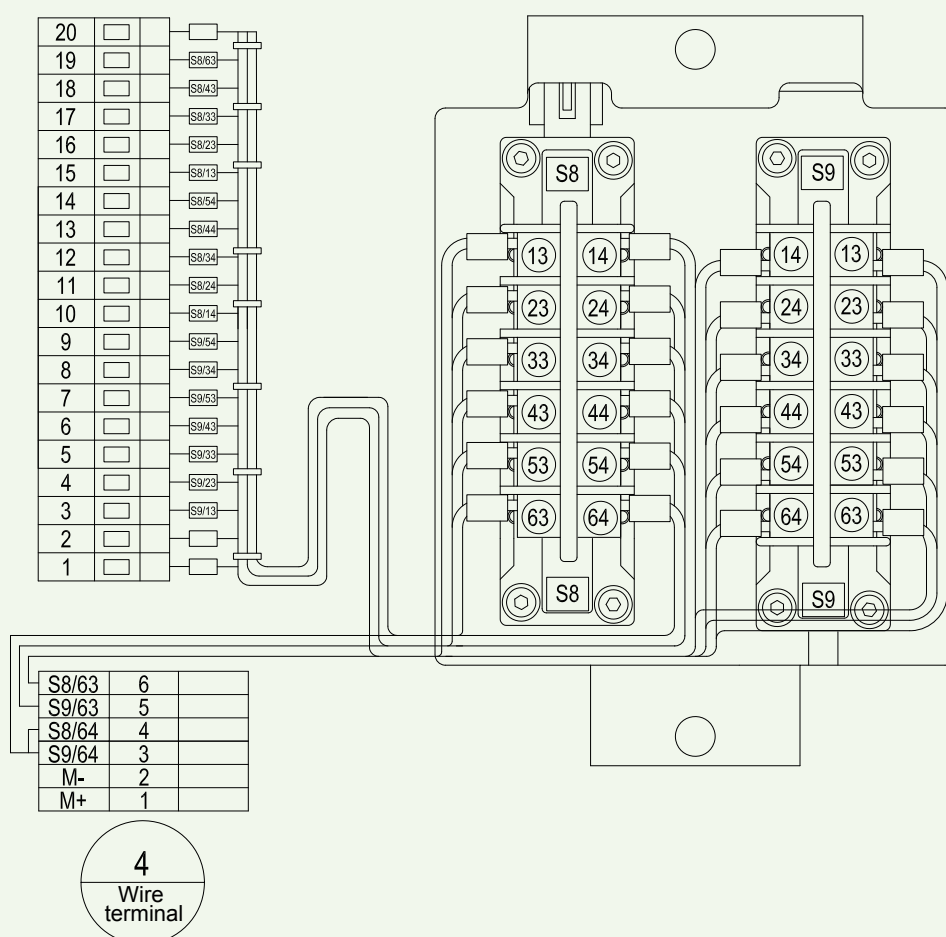 20
19 S8/63
18 S8/43
17 S8/33
16 S8/23
15 S8/13
14 S8/54
13 S8/44
12 S8/34
11 S8/24
10 S8/14
9 S9/54
8 S9/34
7 S9/53
6 S9/43
5 S9/33
4 S9/23
3 S9/13
2
1
S8
13 14
23 24
33 34
43 44
53 54
63 64
S8
S9
14 13
24 23
34 33
44 43
54 53
64 63
S9
S8/63 6
S9/63 5
S8/64 4
S9/64 3
M- 2
M+ 1
4
Wire
terminal